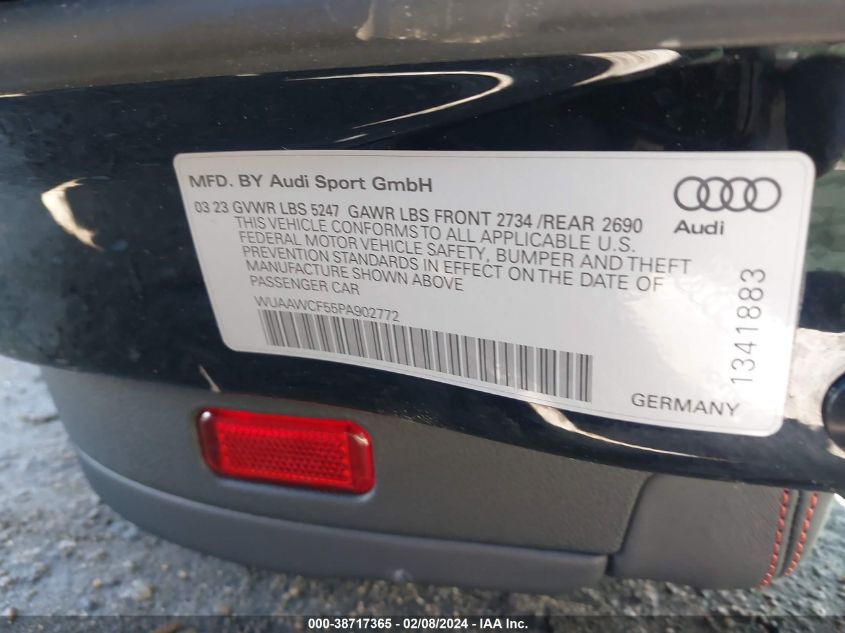 MFD. BY Audi Sport GmbH
03 23 GVWR LBS 5247 GAWR LBS FRONT 2734 /REAR 2690
THIS VEHICLE CONFORMS TO ALL APPLICABLE U.S.
FEDERAL MOTOR VEHICLE SAFETY, BUMPER AND THEFT
PREVENTION STANDARDS IN EFFECT ON THE DATE OF
MANUFACTURE SHOWN ABOVE
PASSENGER CAR
WUAAWCF55PA902772
Audi
1341883
GERMANY
000-38717365 - 02/08/2024 - IAA Inc.